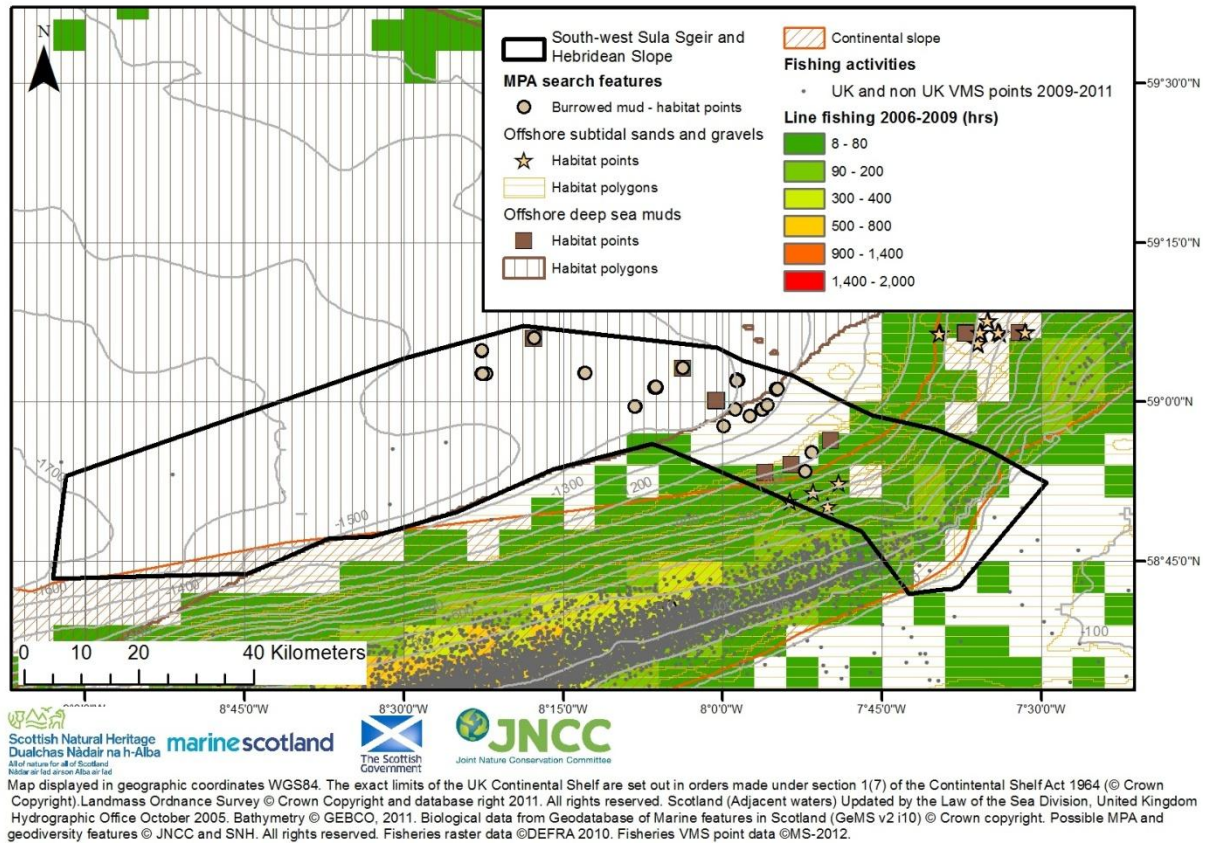 N
South-west Sula Sgeir and
Hebridean Slope
MPA search features
Burrowed mud - habitat points
Offshore subtidal sands and gravels
Habitat points
Habitat polygons
Offshore deep sea muds
Habitat points
Habitat polygons
Continental slope
Fishing activities
UK and non UK VMS points 2009-2011
Line fishing 2006-2009 (hrs)
8 - 80
90 - 200
300 - 400
500 - 800
900 - 1,400
1,400 - 2,000
59°30'0"N
59°15'0"N
59°0'0"N
58°45'0"N
-1700
-1300
200
-1500
-1600
-1400
-100
0 10 20 40 Kilometers
8°45'0"W
8°30'0"W
8°15'0"W
8°0'0"W
7°45'0"W
7°30'0"W
Scottish Natural Heritage
Dualchas Nàdair na h-Alba
All of nature for all of Scotland
Nàdar air fad airson Alba air fad
marinescotland
The Scottish
Government
JNCC
Joint Nature Conservation Committee
Map displayed in geographic coordinates WGS84. The exact limits of the UK Continental Shelf are set out in orders made under section 1(7) of the Contintental Shelf Act 1964 (© Crown
Copyright).Landmass Ordnance Survey © Crown Copyright and database right 2011. All rights reserved. Scotland (Adjacent waters) Updated by the Law of the Sea Division, United Kingdom
Hydrographic Office October 2005. Bathymetry © GEBCO, 2011. Biological data from Geodatabase of Marine features in Scotland (GeMS v2 i10) © Crown copyright. Possible MPA and
geodiversity features © JNCC and SNH. All rights reserved. Fisheries raster data ©DEFRA 2010. Fisheries VMS point data ©MS-2012.